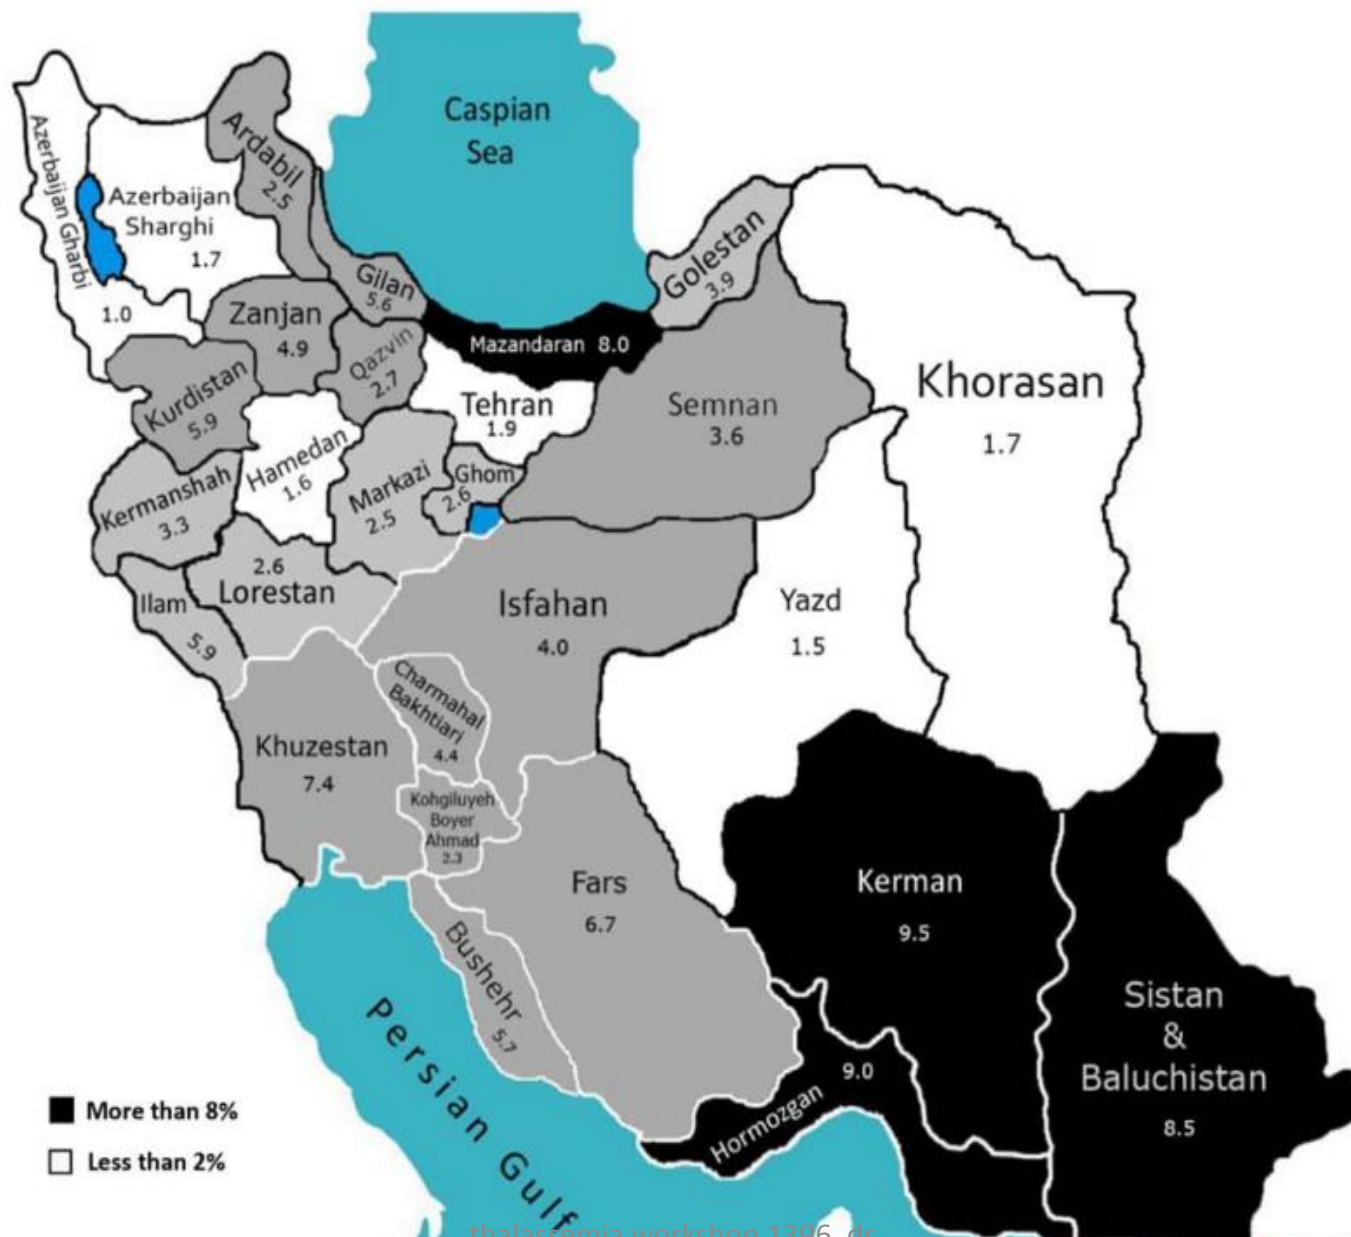 Caspian
Sea
Ardabil
2.5
Azerbaijan Gharbi
1.0
Azerbaijan
Sharghi
1.7
Golestan
3.9
Gilan
5.6
Zanjan
4.9
Qazvin
2.7
Mazandaran 8.0
Khorasan
1.7
Kurdistan
5.9
Tehran
1.9
Semnan
3.6
Hamedan
1.6
Markazi
2.5
Ghom
2.6
Kermanshah
3.3
2.6
Lorestan
Ilam
5.9
Isfahan
4.0
Yazd
1.5
Charmahal
Bakhtiari
4.4
Khuzestan
7.4
Kohgiluyeh
Boyer
Ahmad
2.3
Fars
6.7
Kerman
9.5
Bushehr
5.7
Sistan
&
Baluchistan
8.5
Hormozgan
9.0
Persian Gulf
More than 8%
Less than 2%
thalassemia workshop 1396 dr